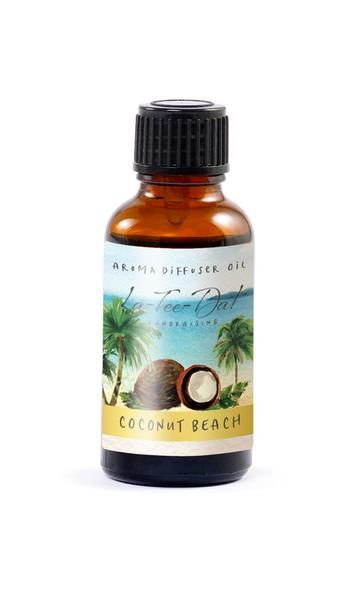 AROMA DiFFUSER OiL
La-Tee-Da!
FUNDRAISING
COCONUT BEACH